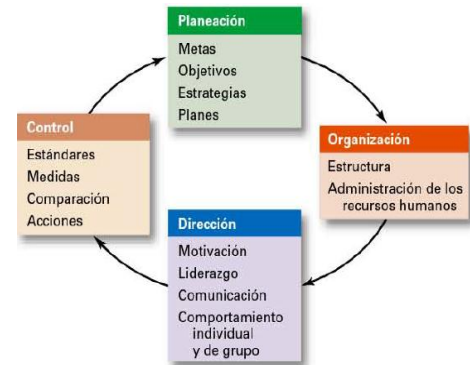 Planeación
Metas
Objetivos
Estrategias
Planes
Organización
Estructura
Administración de los
recursos humanos
Dirección
Motivación
Liderazgo
Comunicación
Comportamiento
individual
y de grupo
Control
Estándares
Medidas
Comparación
Acciones